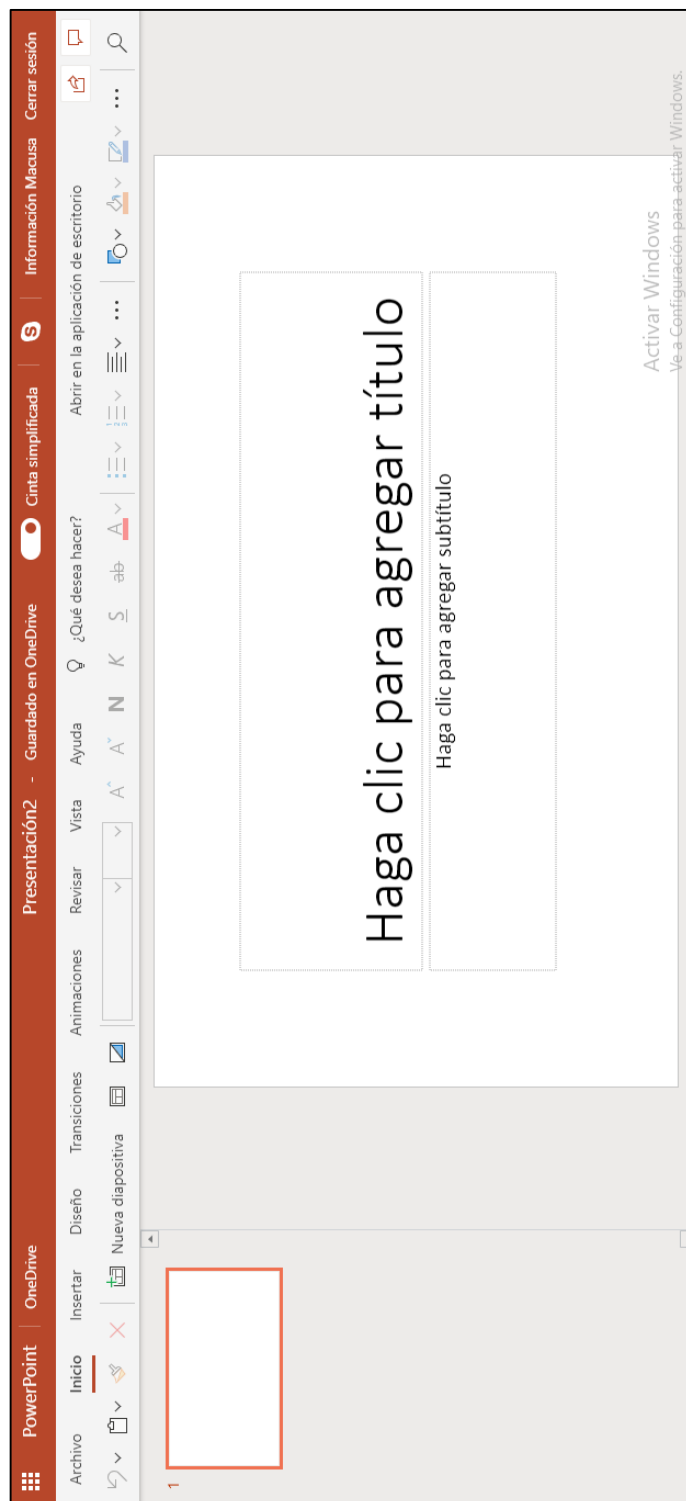 PowerPoint OneDrive Presentación2 - Guardado en OneDrive Cinta simplificada Información Macusa Cerrar sesión
Archivo Inicio Insertar Diseño Transiciones Animaciones Revisar Vista Ayuda ¿Qué desea hacer? Abrir en la aplicación de escritorio
Nueva diapositiva A A N K S ab A
1
Haga clic para agregar título
Haga clic para agregar subtítulo
Activar Windows
Ve a Configuración para activar Windows.